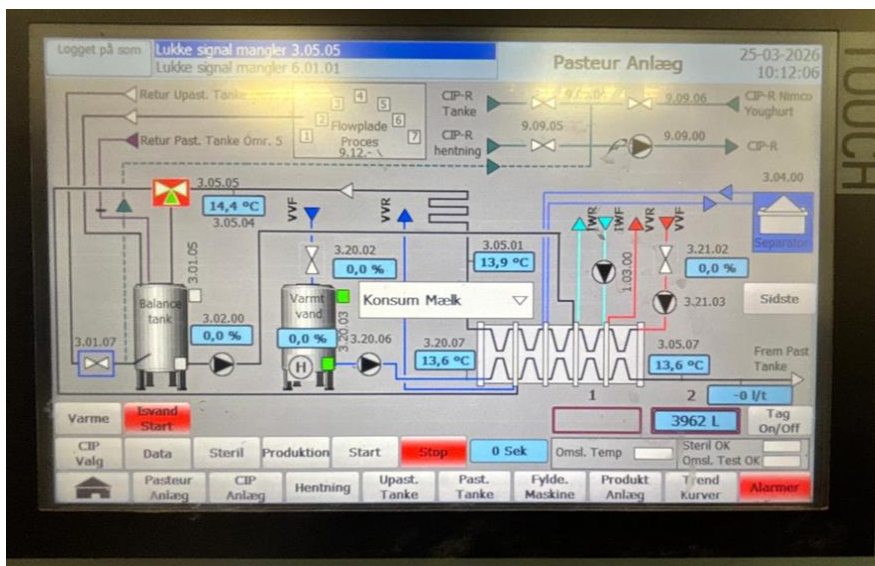 Logget på som
Lukke signal mangler 3.05.05
Lukke signal mangler 6.01.01
Pasteur Anlæg
25-03-2026
10:12:06
TOUCH
Retur Upast. Tanke
Retur Past. Tanke Omr. 5
1
2
3
4
5
6
7
Flowplade
Proces
9.12.-
CIP-R
Tanke
CIP-R
hentning
9.09.05
9.09.06
9.09.00
CIP-R Nimco
Youghurt
CIP-R
3.04.00
Separator
3.05.05
14,4 °C
3.05.04
VVF
VVR
3.05.01
13,9 °C
IWR
IWF
VVR
VVF
3.01.05
3.20.02
0,0 %
1.03.00
3.21.02
0,0 %
3.21.03
Sidste
Balance
tank
3.02.00
0,0 %
Varmt
vand
0,0 %
H
3.20.03
Konsum Mælk
3.01.07
3.20.06
3.20.07
13,6 °C
3.05.07
13,6 °C
Frem Past
Tanke
1
2
-0 l/t
Varme
Isvand
Start
3962 L
Tag
On/Off
CIP
Valg
Data
Steril
Produktion
Start
Stop
0 Sek
Omsl. Temp
Steril OK
Omsl. Test OK
Pasteur
Anlæg
CIP
Anlæg
Hentning
Upast.
Tanke
Past.
Tanke
Fylde.
Maskine
Produkt
Anlæg
Trend
Kurver
Alarmer